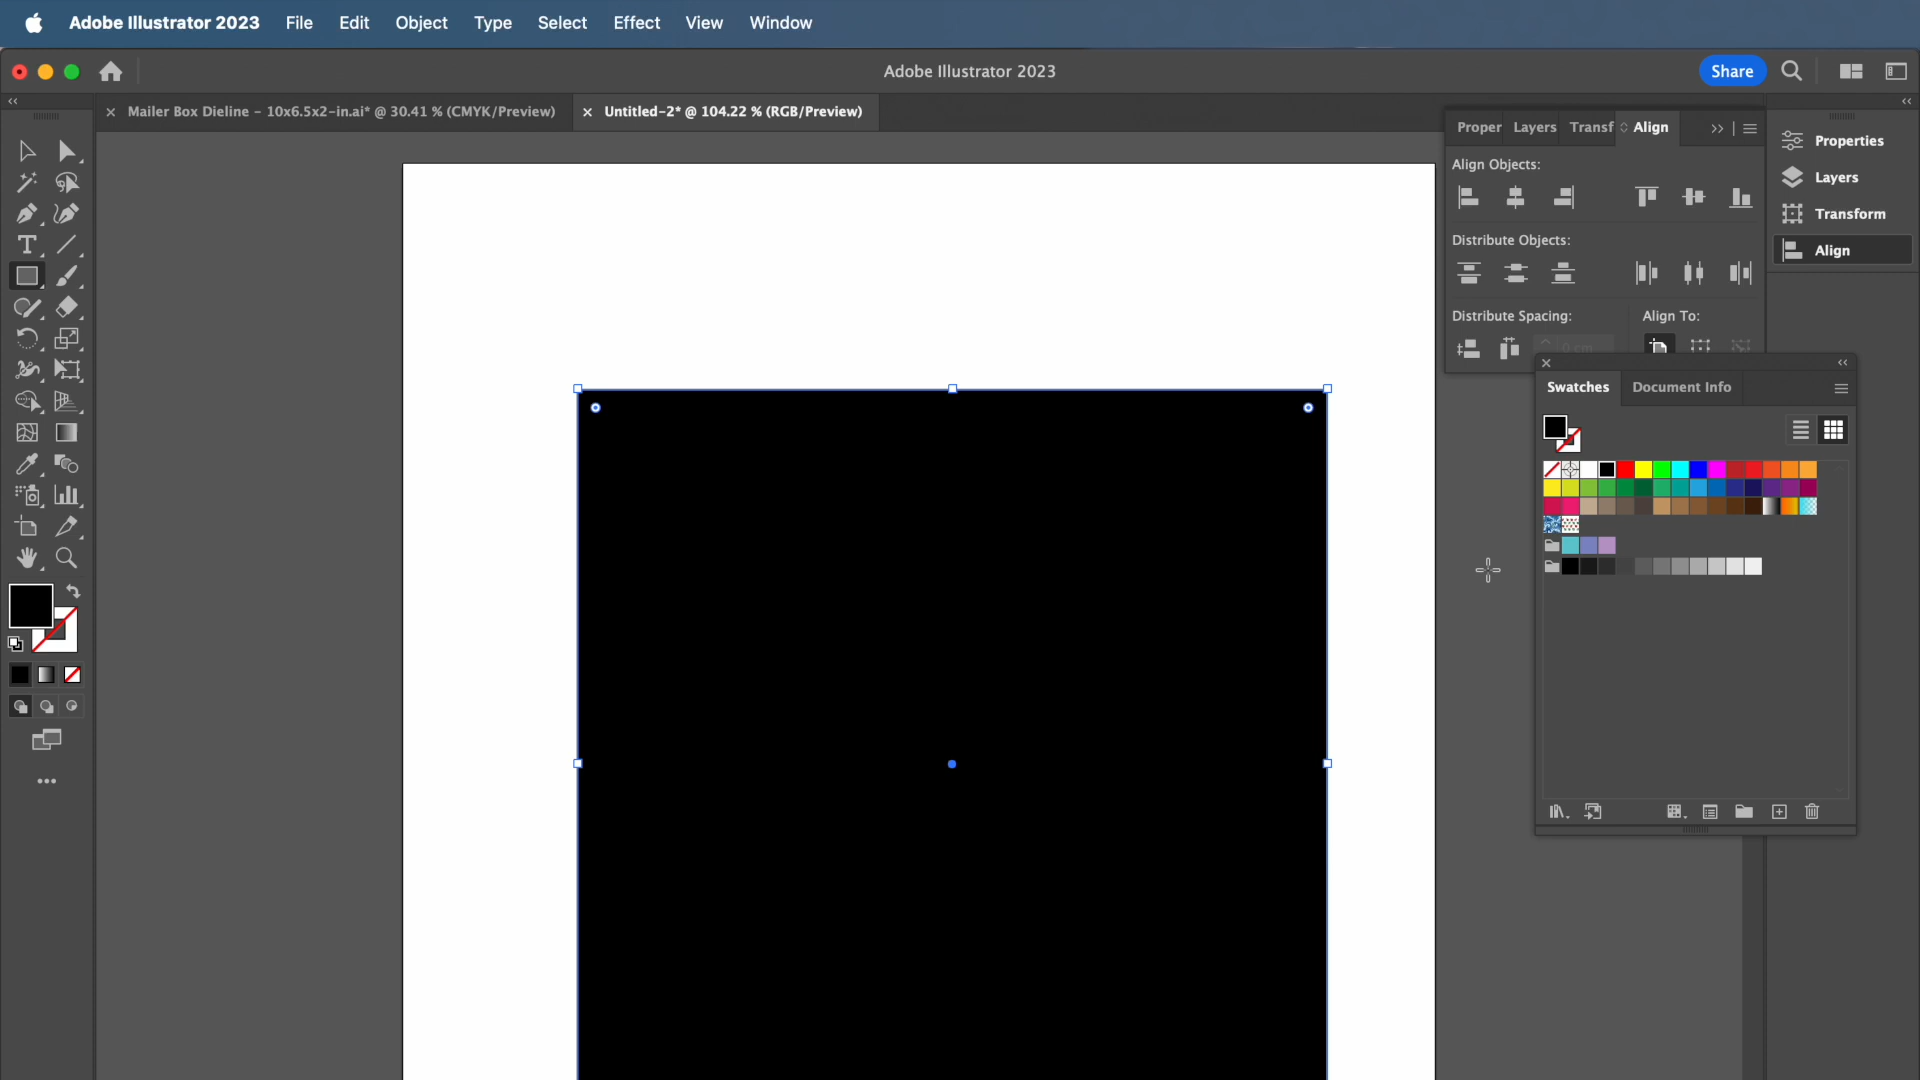 Adobe Illustrator 2023 File Edit Object Type Select Effect View Window
Adobe Illustrator 2023
Share
Mailer Box Dieline - 10x6.5x2-in.ai* @ 30.41 % (CMYK/Preview)
Untitled-2* @ 104.22 % (RGB/Preview)
Proper Layers Transf Align
Align Objects:
Distribute Objects:
Distribute Spacing:
Align To:
0 cm
Properties
Layers
Transform
Align
Swatches Document Info